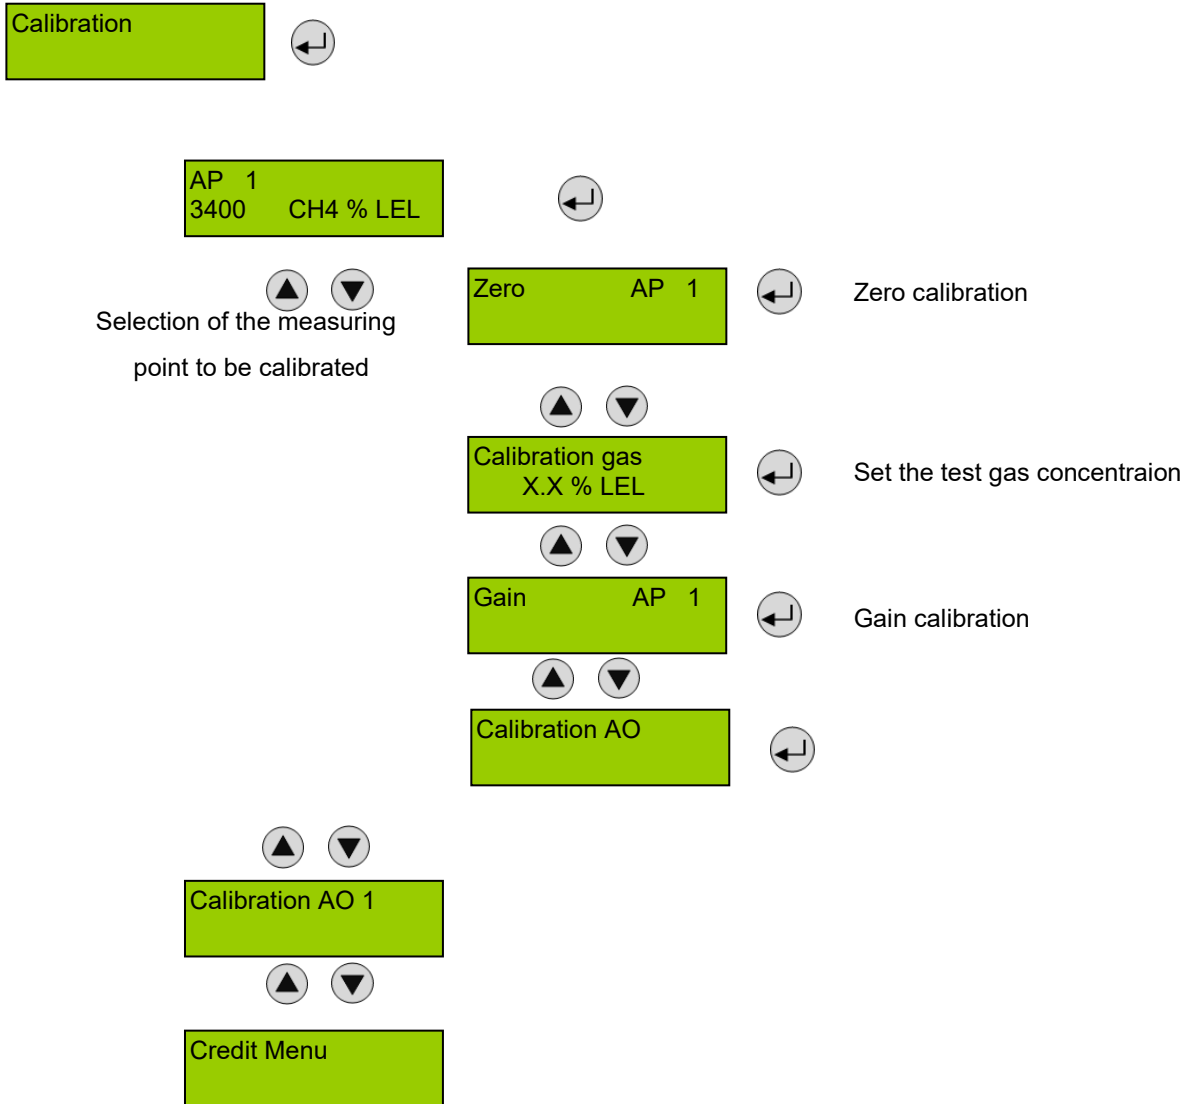 Calibration
AP 1
3400 CH4 % LEL
Zero AP 1
Zero calibration
Selection of the measuring
point to be calibrated
Calibration gas
X.X % LEL
Set the test gas concentraion
Gain AP 1
Gain calibration
Calibration AO
Calibration AO 1
Credit Menu